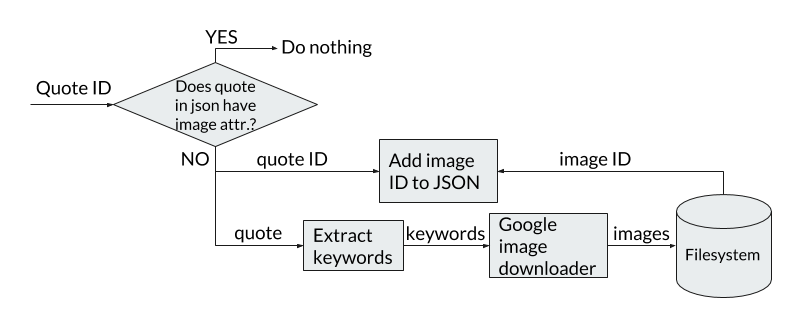 YES
Do nothing
Quote ID
Does quote
in json have
image attr.?
NO
quote ID
Add image
ID to JSON
image ID
quote
Extract
keywords
keywords
Google
image
downloader
images
Filesystem